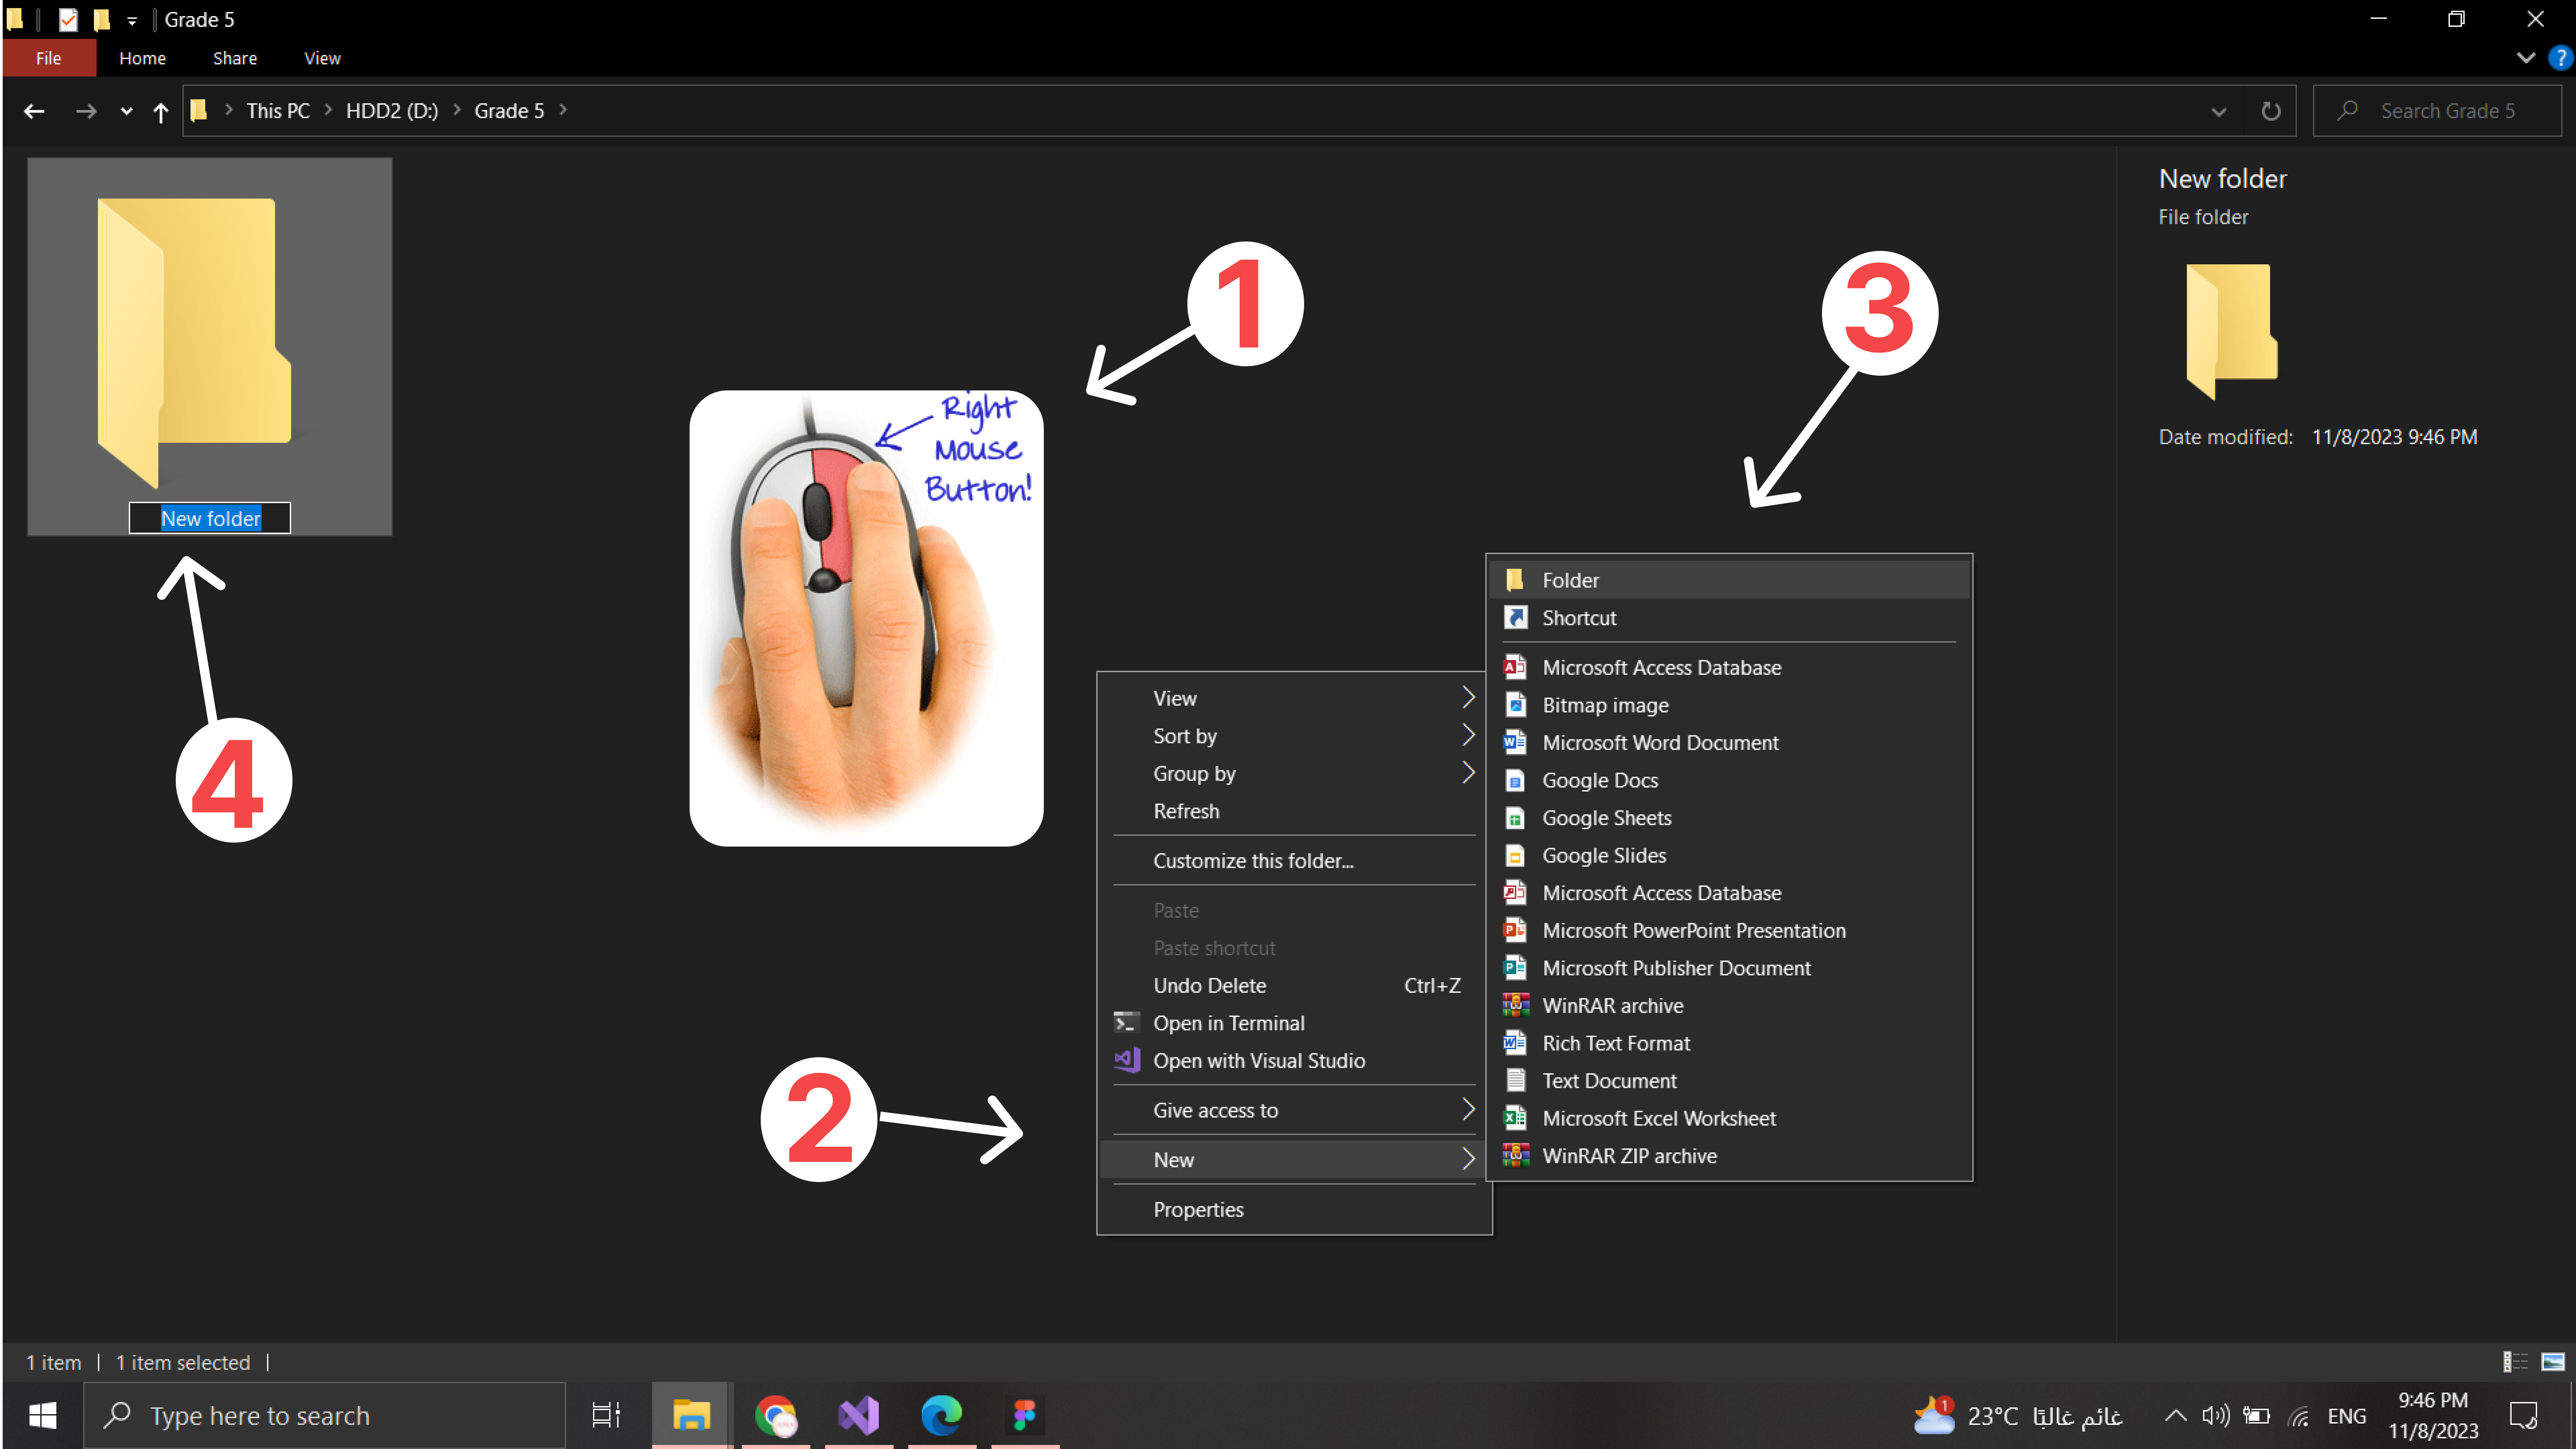 Grade 5
File Home Share View
?
This PC > HDD2 (D:) > Grade 5 >
Search Grade 5
New folder
File folder
Date modified: 11/8/2023 9:46 PM
New folder
1
Right
Mouse
Button!
2
3
4
View
Sort by
Group by
Refresh
Customize this folder...
Paste
Paste shortcut
Undo Delete Ctrl+Z
Open in Terminal
Open with Visual Studio
Give access to
New
Properties
Folder
Shortcut
Microsoft Access Database
Bitmap image
Microsoft Word Document
Google Docs
Google Sheets
Google Slides
Microsoft Access Database
Microsoft PowerPoint Presentation
Microsoft Publisher Document
WinRAR archive
Rich Text Format
Text Document
Microsoft Excel Worksheet
WinRAR ZIP archive
1 item | 1 item selected |
Type here to search
1
23°C غائم غالبًا
ENG
9:46 PM
11/8/2023